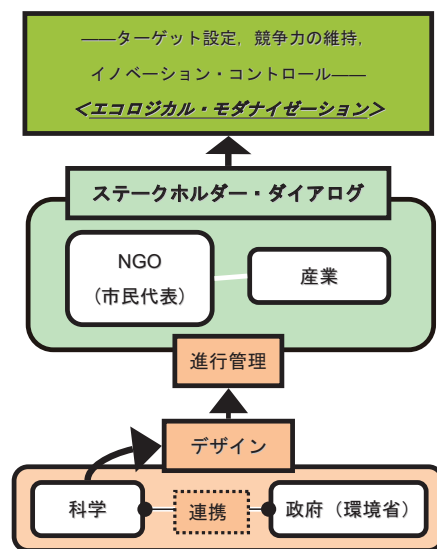 ――ターゲット設定，競争力の維持，
イノベーション・コントロール――
＜エコロジカル・モダナイゼーション＞
ステークホルダー・ダイアログ
NGO
（市民代表）
産業
進行管理
デザイン
科学
連携
政府（環境省）